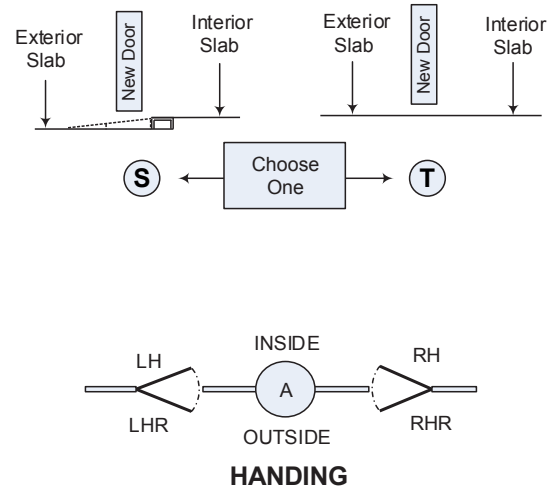 Exterior
Slab
New Door
Interior
Slab
Exterior
Slab
New Door
Interior
Slab
S
Choose
One
T
INSIDE
LH
RH
A
LHR
RHR
OUTSIDE
HANDING